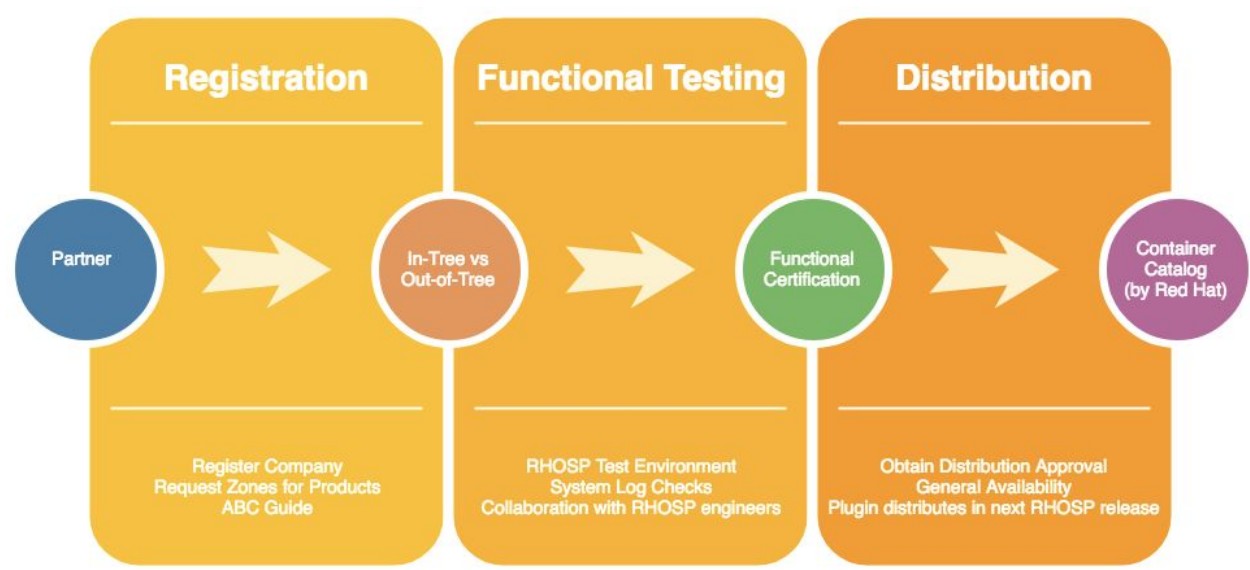 Registration
Functional Testing
Distribution
Partner
In-Tree vs
Out-of-Tree
Functional
Certification
Container
Catalog
(by Red Hat)
Register Company
Request Zones for Products
ABC Guide
RHOSP Test Environment
System Log Checks
Collaboration with RHOSP engineers
Obtain Distribution Approval
General Availability
Plugin distributes in next RHOSP release